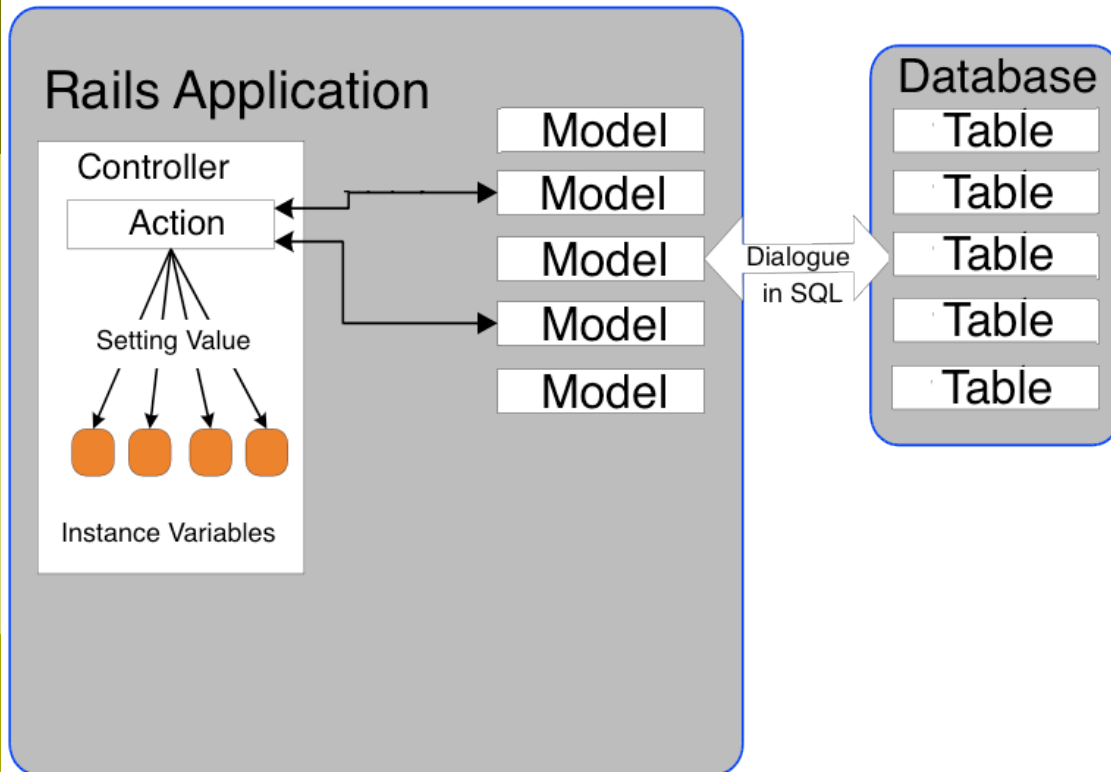 Rails Application
Controller
Action
Setting Value
Instance Variables
Model
Model
Model
Model
Model
Dialogue
in SQL
Database
Table
Table
Table
Table
Table